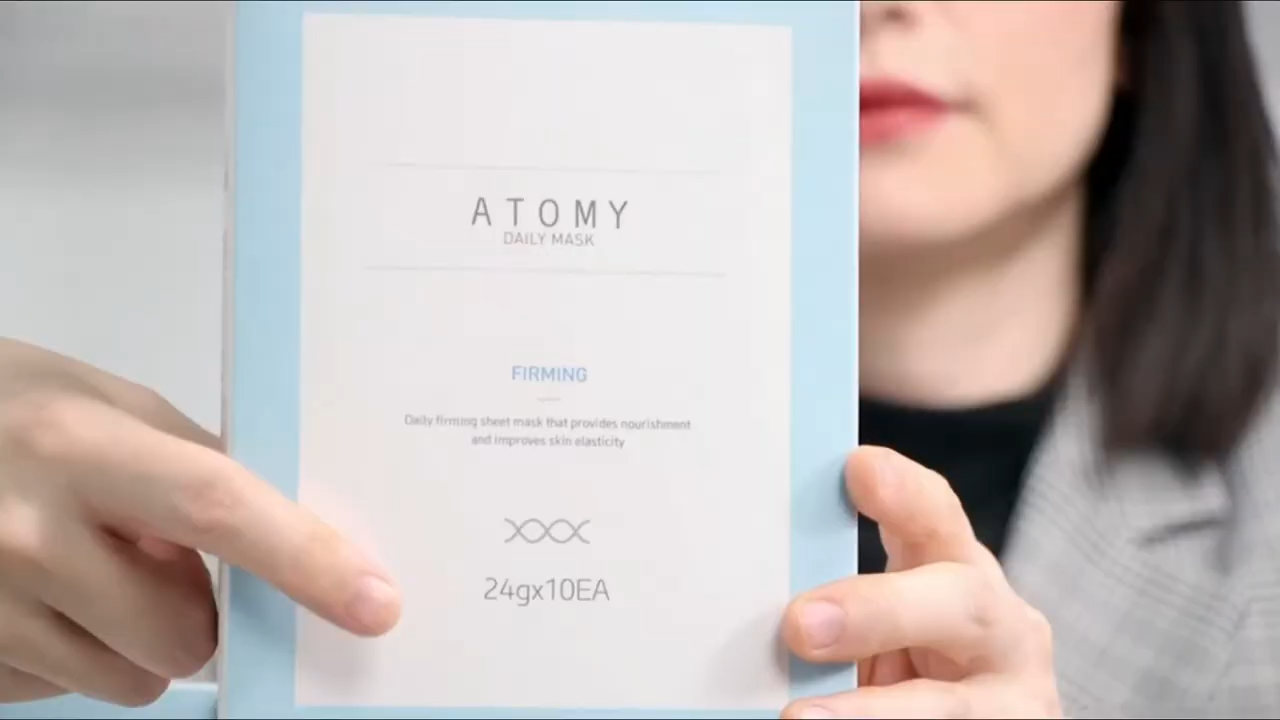 ATOMY
DAILY MASK
FIRMING
Daily firming sheet mask that provides nourishment
and improves skin elasticity
24gx10EA